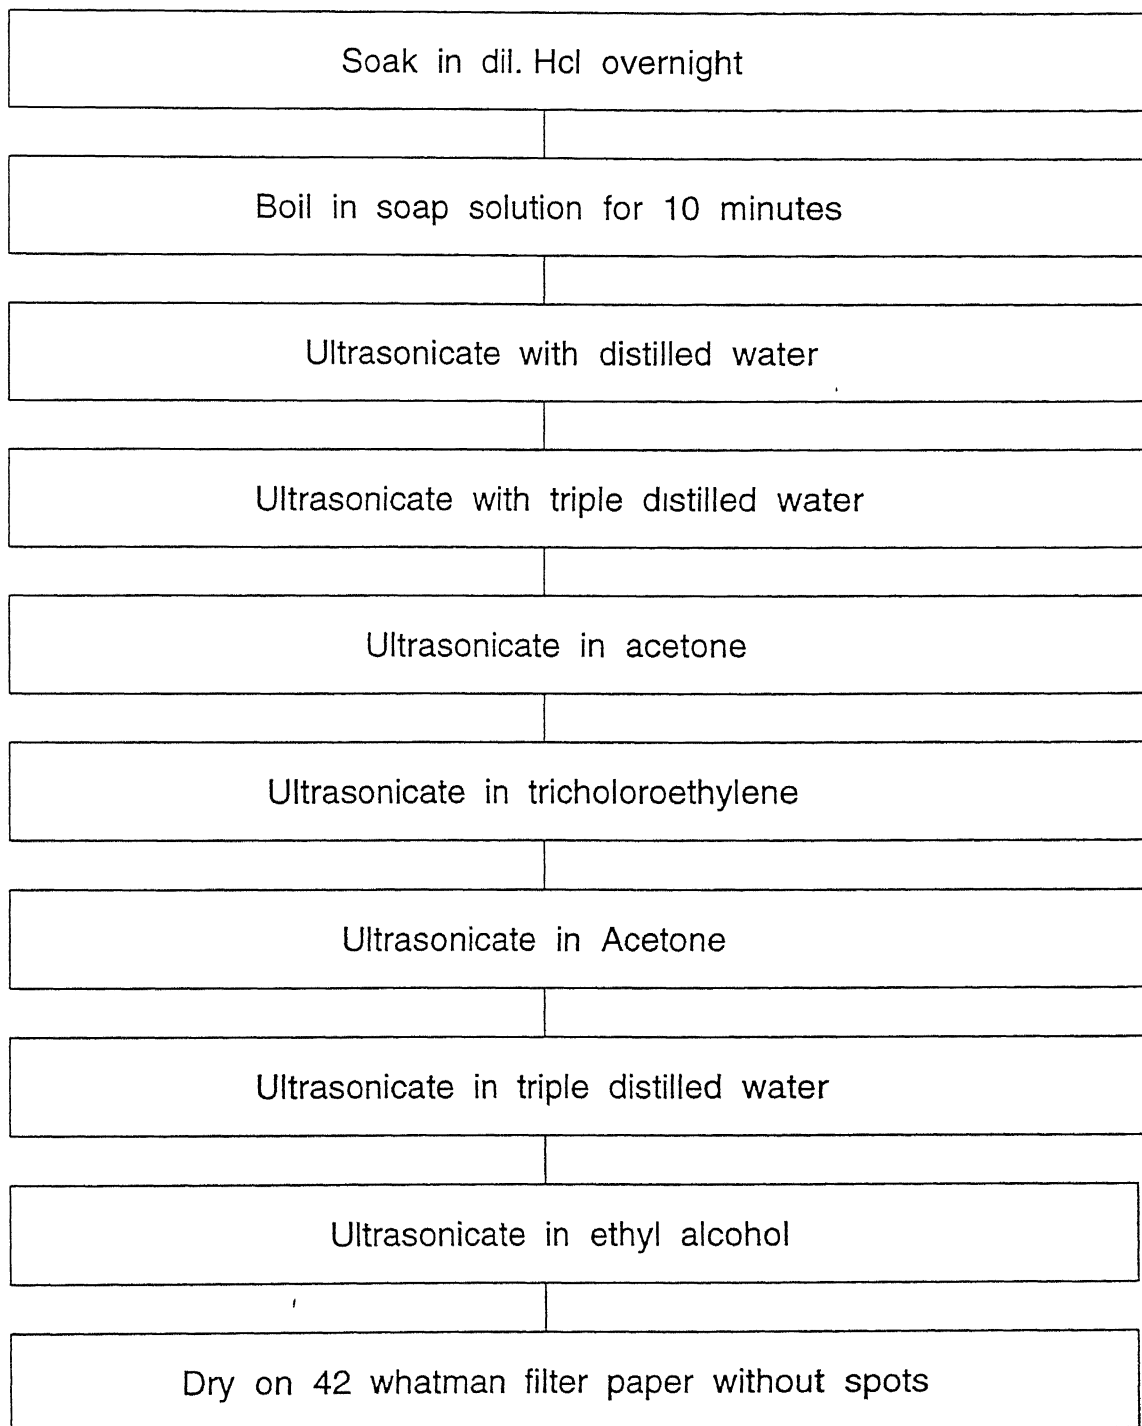 Soak in dil. Hcl overnight
Boil in soap solution for 10 minutes
Ultrasonicate with distilled water
Ultrasonicate with triple distilled water
Ultrasonicate in acetone
Ultrasonicate in tricholoroethylene
Ultrasonicate in Acetone
Ultrasonicate in triple distilled water
Ultrasonicate in ethyl alcohol
Dry on 42 whatman filter paper without spots